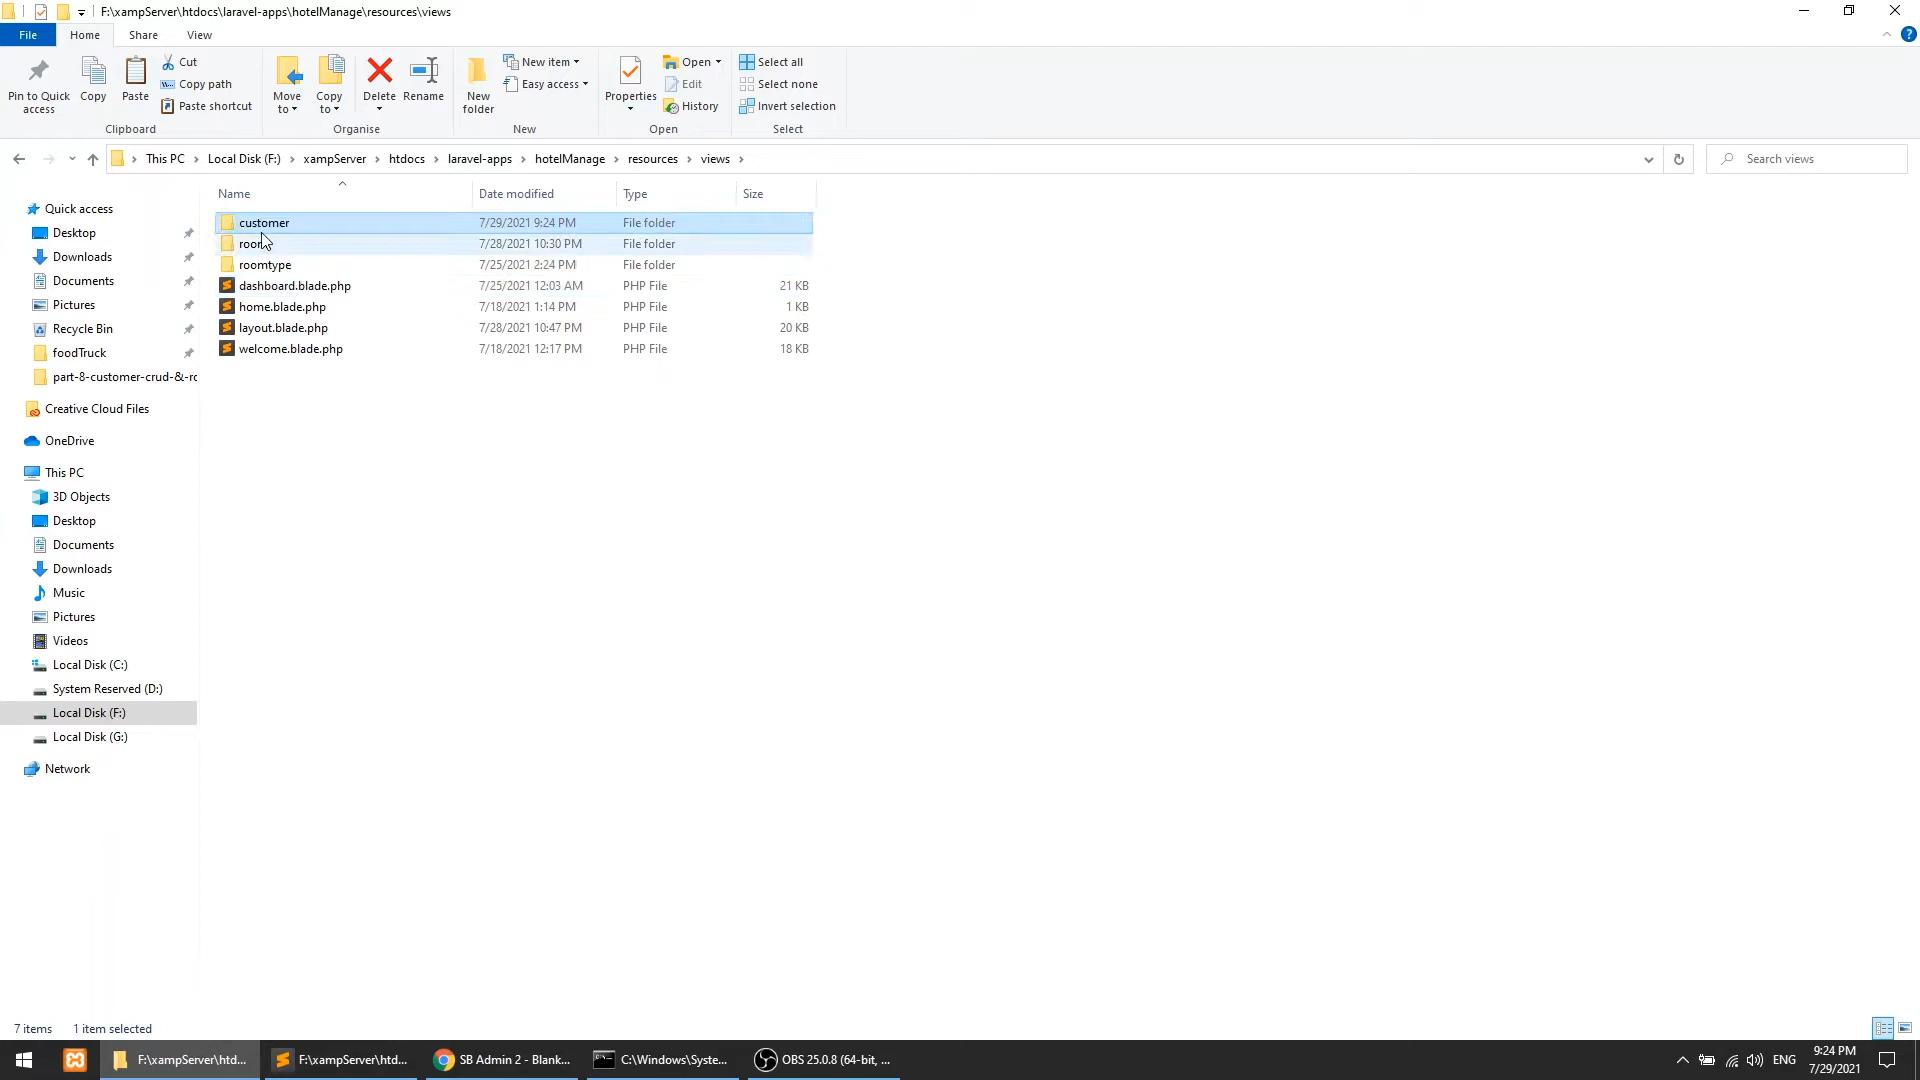 F:\xampServer\htdocs\laravel-apps\hotelManage\resources\views
File
Home
Share
View
Pin to Quick access
Copy
Paste
Cut
Copy path
Paste shortcut
Clipboard
Move to
Copy to
Delete
Rename
Organise
New folder
New item
Easy access
New
Properties
Open
Edit
History
Open
Select all
Select none
Invert selection
Select
This PC > Local Disk (F:) > xampServer > htdocs > laravel-apps > hotelManage > resources > views >
Search views
Name Date modified Type Size
customer 7/29/2021 9:24 PM File folder
7/28/2021 10:30 PM File folder
roomtype 7/25/2021 2:24 PM File folder
dashboard.blade.php 7/25/2021 12:03 AM PHP File 21 KB
home.blade.php 7/18/2021 1:14 PM PHP File 1 KB
layout.blade.php 7/28/2021 10:47 PM PHP File 20 KB
welcome.blade.php 7/18/2021 12:17 PM PHP File 18 KB
Quick access
Desktop
Downloads
Documents
Pictures
Recycle Bin
foodTruck
part-8-customer-crud-&-rc
Creative Cloud Files
OneDrive
This PC
3D Objects
Desktop
Documents
Downloads
Music
Pictures
Videos
Local Disk (C:)
System Reserved (D:)
Local Disk (F:)
Local Disk (G:)
Network
7 items 1 item selected
F:\xampServer\htd...
F:\xampServer\htd...
SB Admin 2 - Blank...
C:\Windows\Syste...
OBS 25.0.8 (64-bit, ...
ENG
9:24 PM
7/29/2021